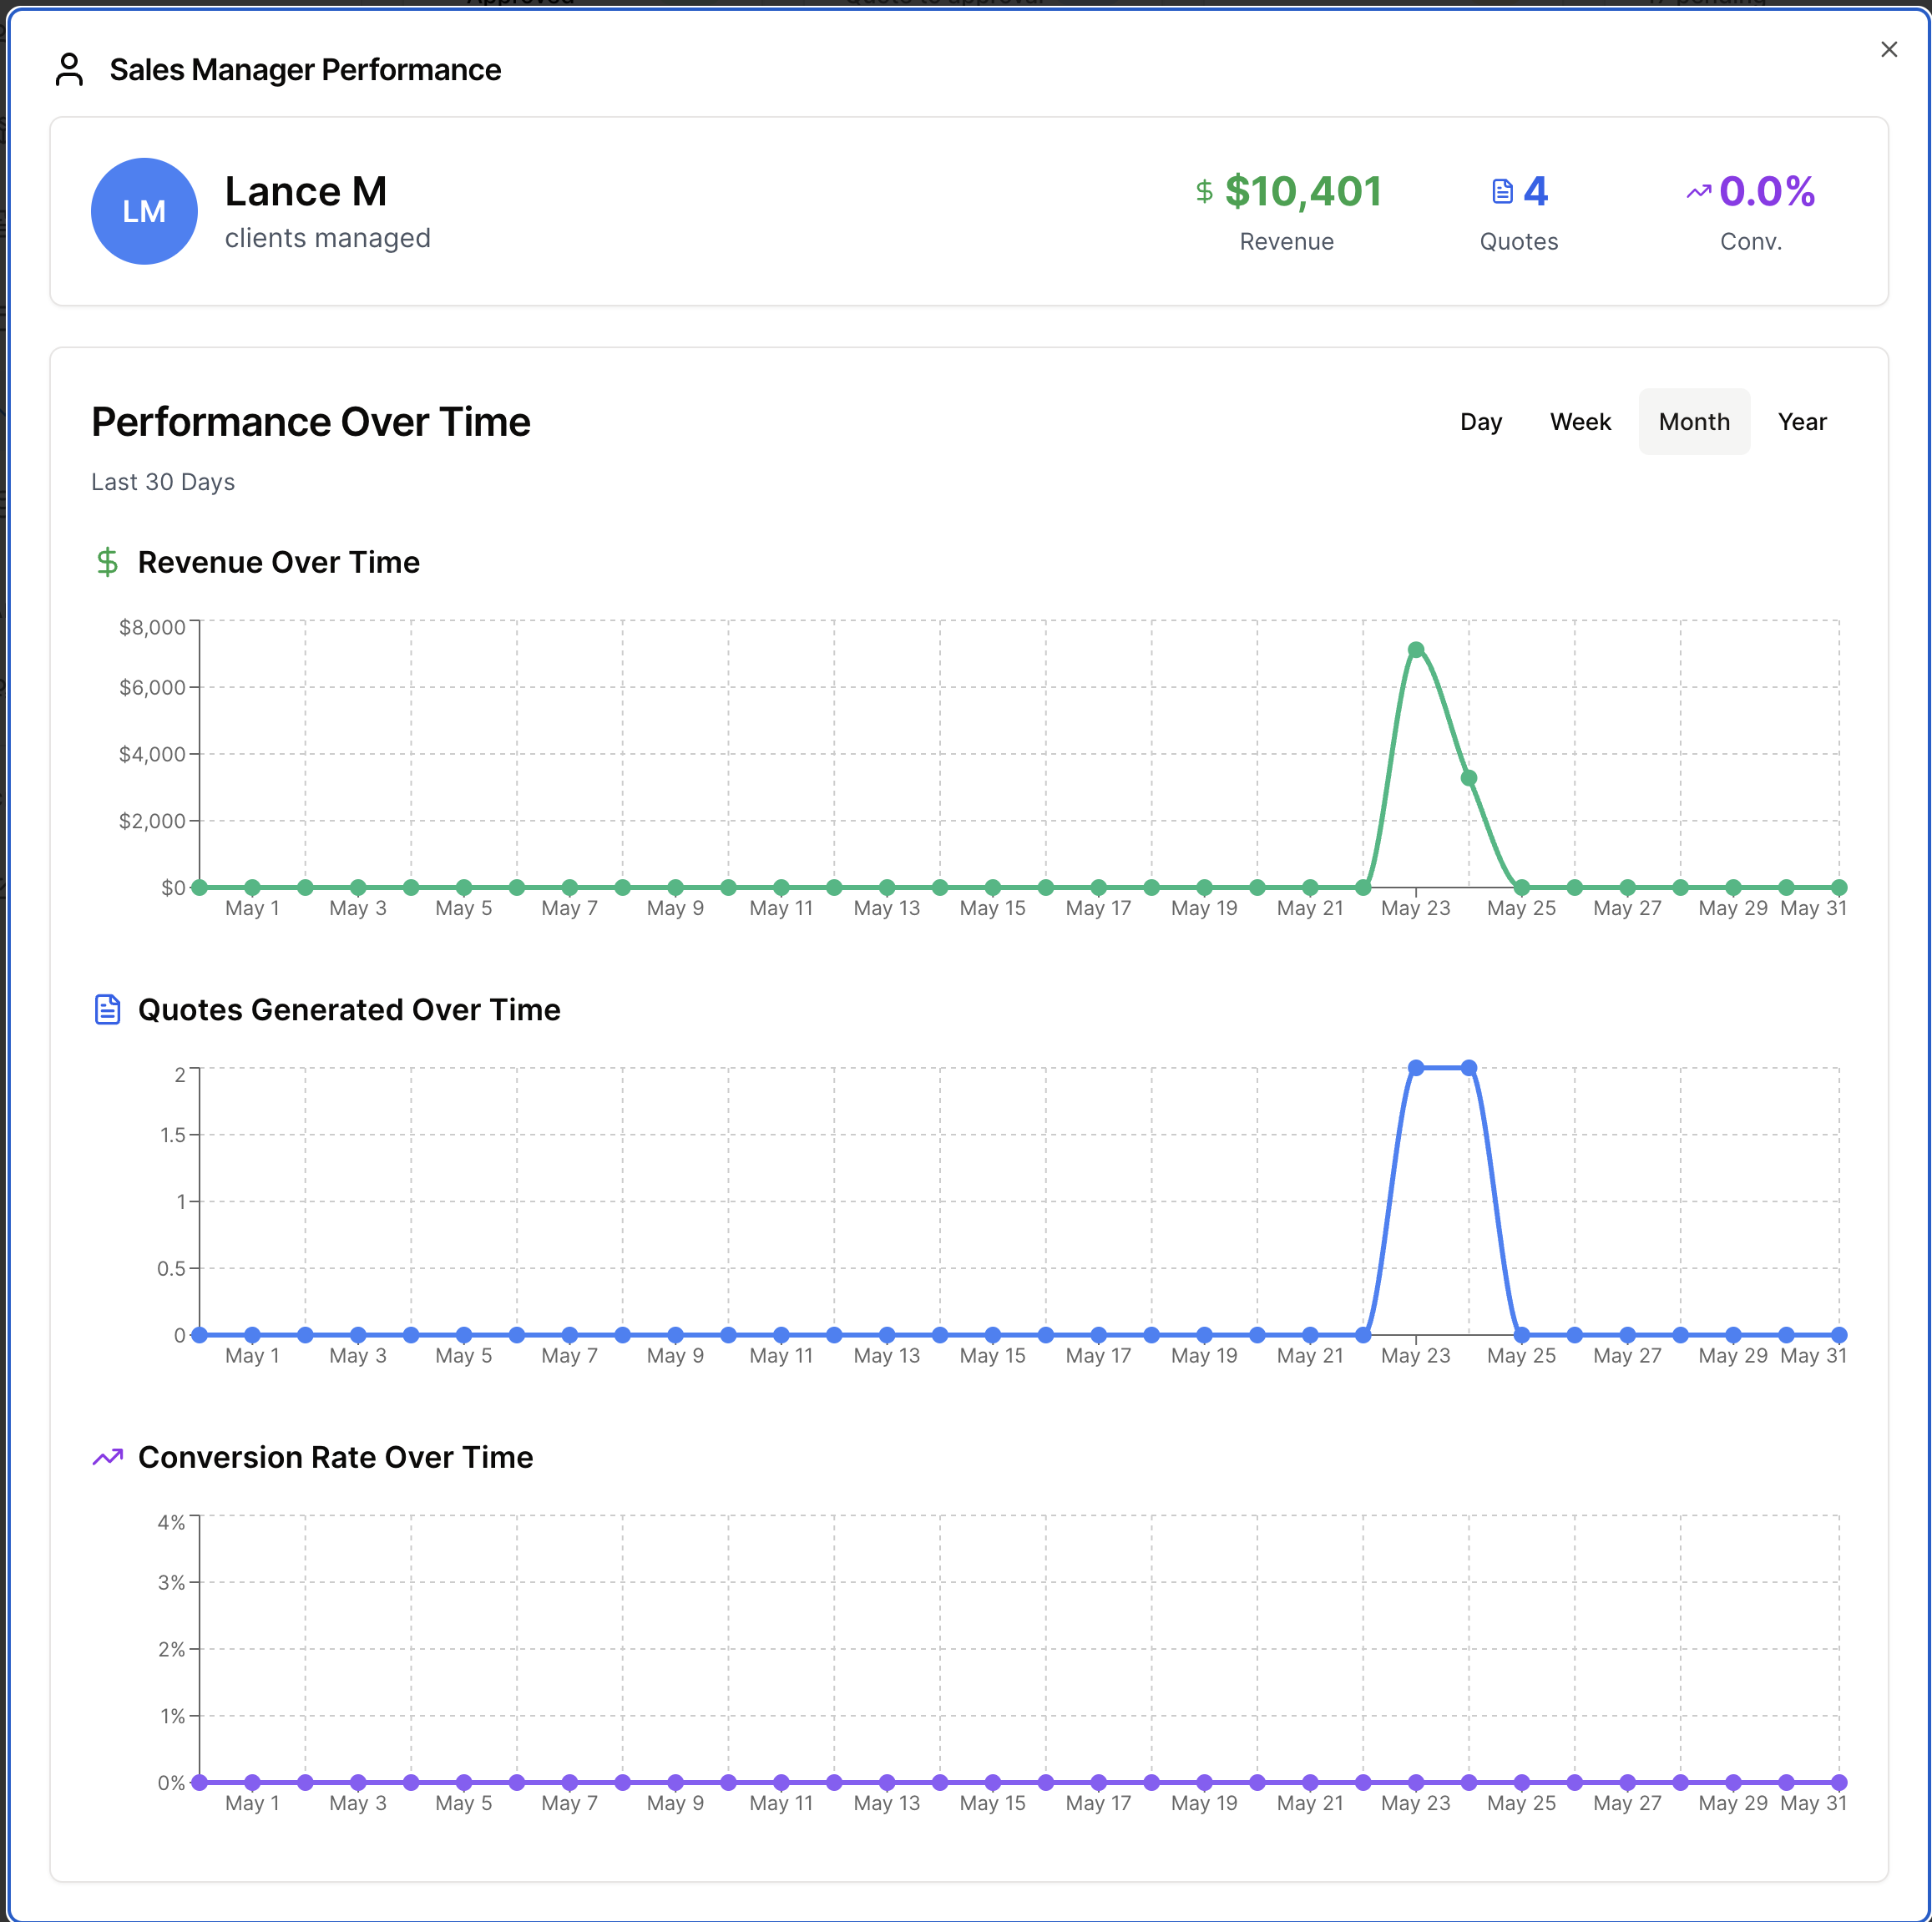 Approved Quote to approval 17 pending
Sales Manager Performance
LM
Lance M
clients managed
$10,401
Revenue
4
Quotes
0.0%
Conv.
Performance Over Time
Day Week Month Year
Last 30 Days
$ Revenue Over Time
$8,000
$6,000
$4,000
$2,000
$0
May 1 May 3 May 5 May 7 May 9 May 11 May 13 May 15 May 17 May 19 May 21 May 23 May 25 May 27 May 29 May 31
Quotes Generated Over Time
2
1.5
1
0.5
0
May 1 May 3 May 5 May 7 May 9 May 11 May 13 May 15 May 17 May 19 May 21 May 23 May 25 May 27 May 29 May 31
Conversion Rate Over Time
4%
3%
2%
1%
0%
May 1 May 3 May 5 May 7 May 9 May 11 May 13 May 15 May 17 May 19 May 21 May 23 May 25 May 27 May 29 May 31